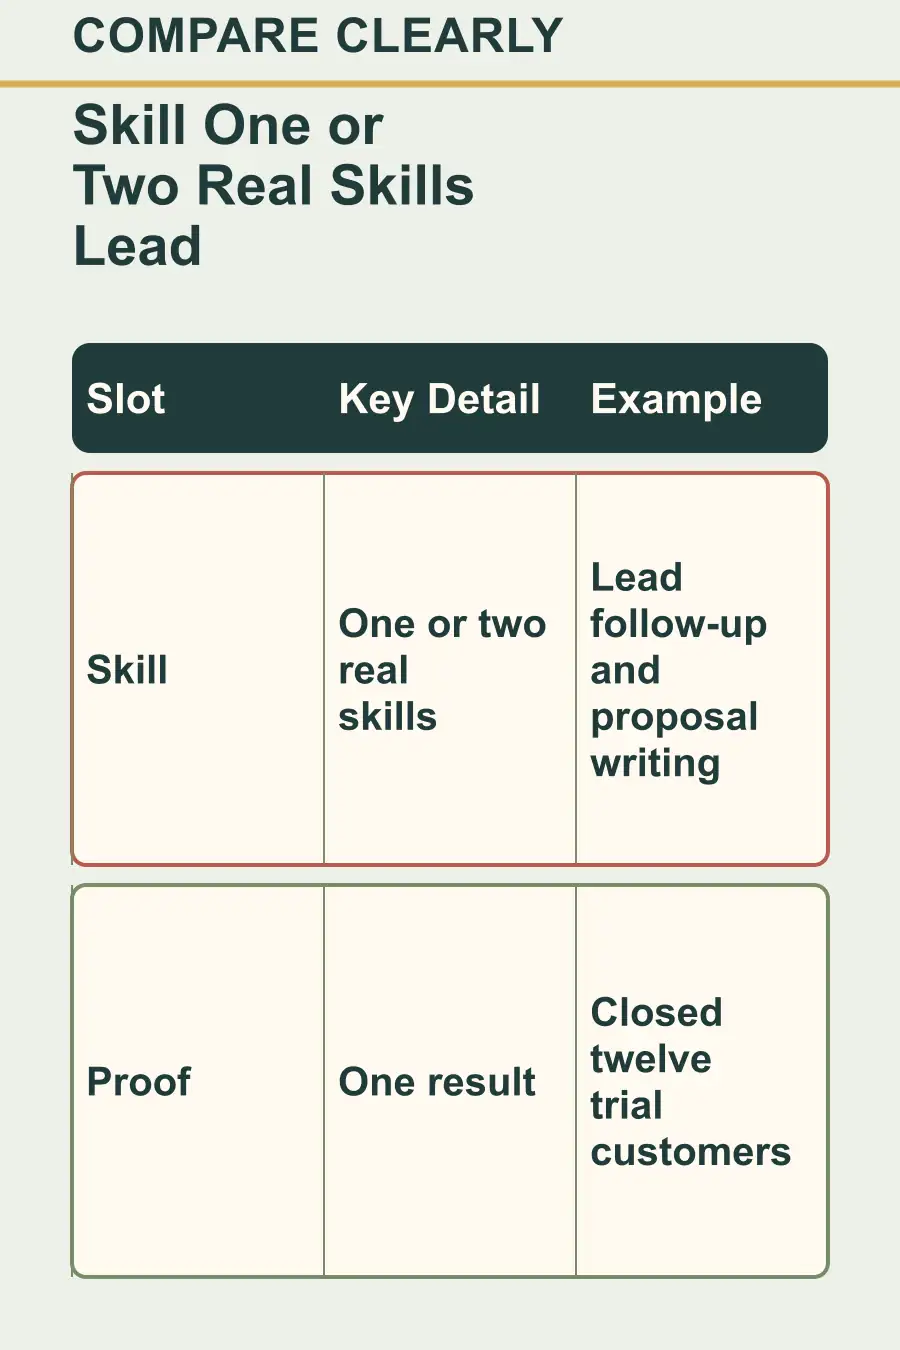 COMPARE CLEARLY
Skill One or
Two Real Skills
Lead
Slot Key Detail Example
Skill
One or two
real
skills
Lead
follow-up
and
proposal
writing
Proof
One result
Closed
twelve
trial
customers